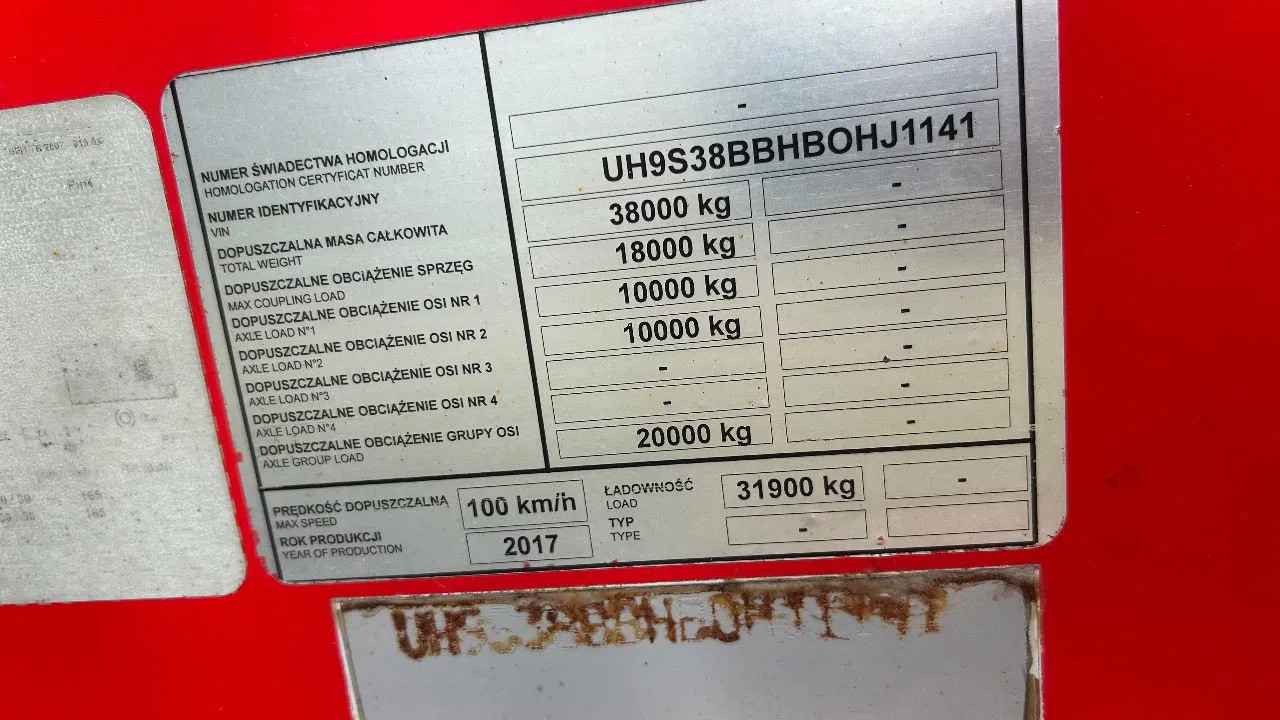 -
NUMER ŚWIADECTWA HOMOLOGACJI
HOMOLOGATION CERTYFICAT NUMBER
UH9S38BBHBOHJ1141
NUMER IDENTYFIKACYJNY
VIN
38000 kg -
DOPUSZCZALNA MASA CAŁKOWITA
TOTAL WEIGHT
18000 kg -
DOPUSZCZALNE OBCIĄŻENIE SPRZĘG
MAX COUPLING LOAD
10000 kg -
DOPUSZCZALNE OBCIĄŻENIE OSI NR 1
AXLE LOAD N°1
10000 kg -
DOPUSZCZALNE OBCIĄŻENIE OSI NR 2
AXLE LOAD N°2
- -
DOPUSZCZALNE OBCIĄŻENIE OSI NR 3
AXLE LOAD N°3
- -
DOPUSZCZALNE OBCIĄŻENIE OSI NR 4
AXLE LOAD N°4
20000 kg -
DOPUSZCZALNE OBCIĄŻENIE GRUPY OSI
AXLE GROUP LOAD
PRĘDKOŚĆ DOPUSZCZALNA 100 km/h ŁADOWNOŚĆ 31900 kg -
MAX SPEED LOAD
ROK PRODUKCJI 2017 TYP -
YEAR OF PRODUCTION TYPE